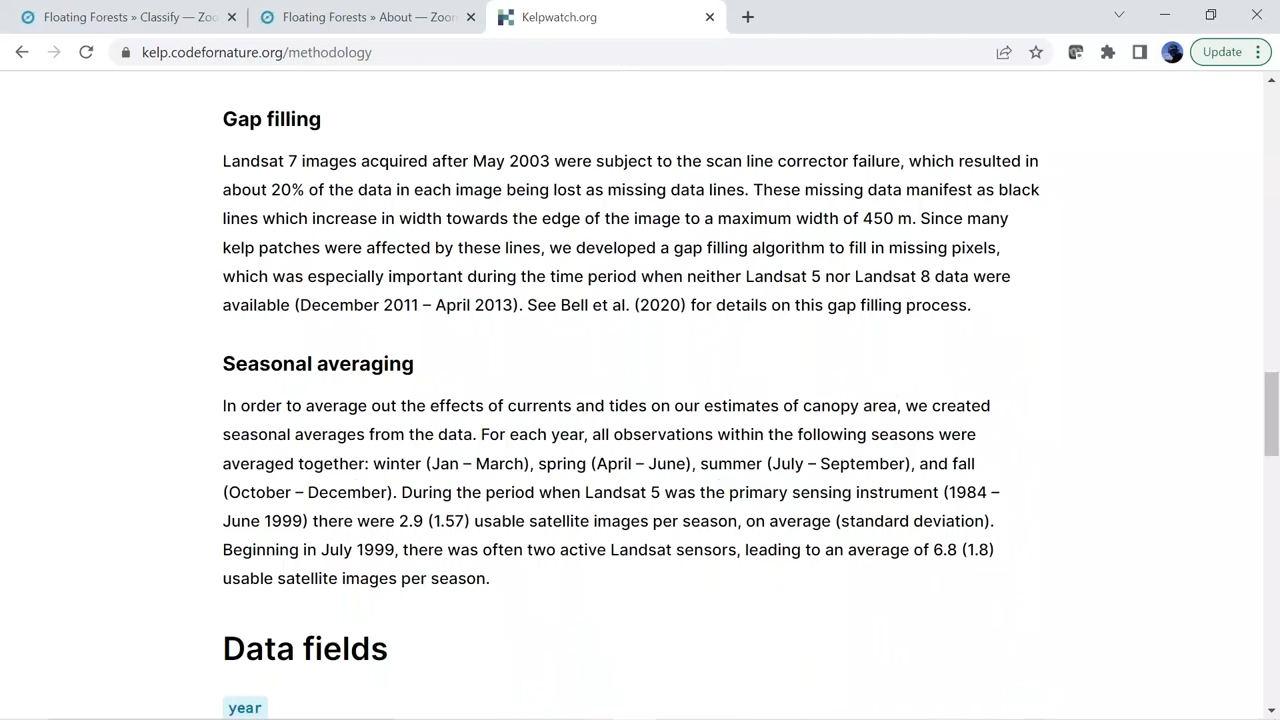 Floating Forests » Classify — Zoo
Floating Forests » About — Zoon
Kelpwatch.org
kelp.codefornature.org/methodology
Update
Gap filling
Landsat 7 images acquired after May 2003 were subject to the scan line corrector failure, which resulted in
about 20% of the data in each image being lost as missing data lines. These missing data manifest as black
lines which increase in width towards the edge of the image to a maximum width of 450 m. Since many
kelp patches were affected by these lines, we developed a gap filling algorithm to fill in missing pixels,
which was especially important during the time period when neither Landsat 5 nor Landsat 8 data were
available (December 2011 – April 2013). See Bell et al. (2020) for details on this gap filling process.
Seasonal averaging
In order to average out the effects of currents and tides on our estimates of canopy area, we created
seasonal averages from the data. For each year, all observations within the following seasons were
averaged together: winter (Jan – March), spring (April – June), summer (July – September), and fall
(October – December). During the period when Landsat 5 was the primary sensing instrument (1984 –
June 1999) there were 2.9 (1.57) usable satellite images per season, on average (standard deviation).
Beginning in July 1999, there was often two active Landsat sensors, leading to an average of 6.8 (1.8)
usable satellite images per season.
Data fields
year